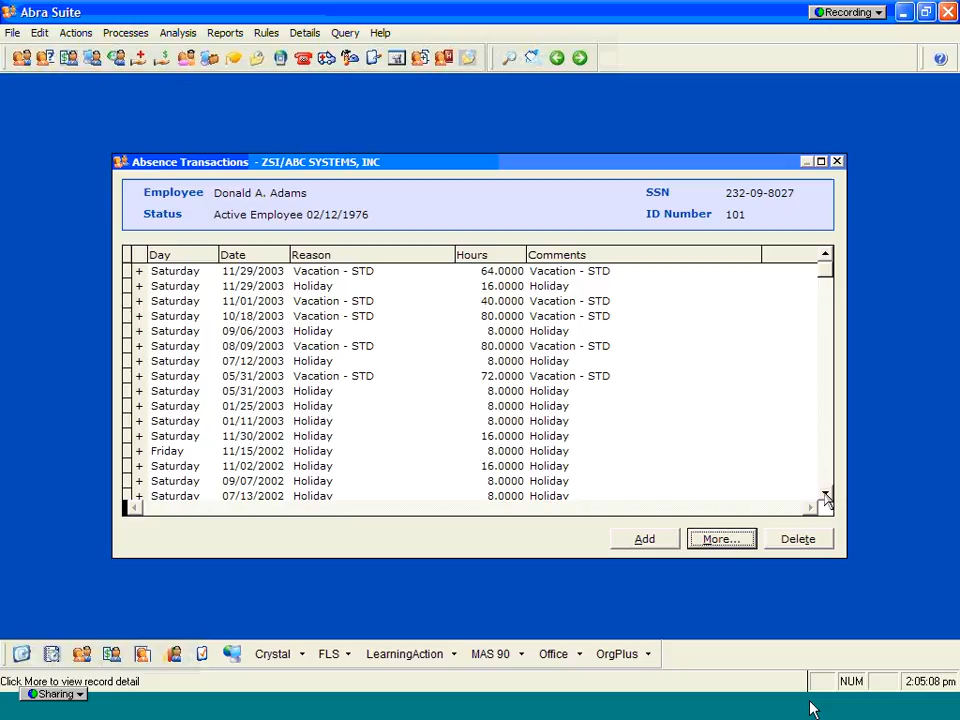 Abra Suite
Recording
File Edit Actions Processes Analysis Reports Rules Details Query Help
Absence Transactions - ZSI/ABC SYSTEMS, INC
Employee Donald A. Adams SSN 232-09-8027
Status Active Employee 02/12/1976 ID Number 101
Day Date Reason Hours Comments
+ Saturday 11/29/2003 Vacation - STD 64.0000 Vacation - STD
+ Saturday 11/29/2003 Holiday 16.0000 Holiday
+ Saturday 11/01/2003 Vacation - STD 40.0000 Vacation - STD
+ Saturday 10/18/2003 Vacation - STD 80.0000 Vacation - STD
+ Saturday 09/06/2003 Holiday 8.0000 Holiday
+ Saturday 08/09/2003 Vacation - STD 80.0000 Vacation - STD
+ Saturday 07/12/2003 Holiday 8.0000 Holiday
+ Saturday 05/31/2003 Vacation - STD 72.0000 Vacation - STD
+ Saturday 05/31/2003 Holiday 8.0000 Holiday
+ Saturday 01/25/2003 Holiday 8.0000 Holiday
+ Saturday 01/11/2003 Holiday 8.0000 Holiday
+ Saturday 11/30/2002 Holiday 16.0000 Holiday
+ Friday 11/15/2002 Holiday 8.0000 Holiday
+ Saturday 11/02/2002 Holiday 16.0000 Holiday
+ Saturday 09/07/2002 Holiday 8.0000 Holiday
+ Saturday 07/13/2002 Holiday 8.0000 Holiday
Add More... Delete
Crystal FLS LearningAction MAS 90 Office OrgPlus
Click More to view record detail NUM 2:05:08 pm
Sharing